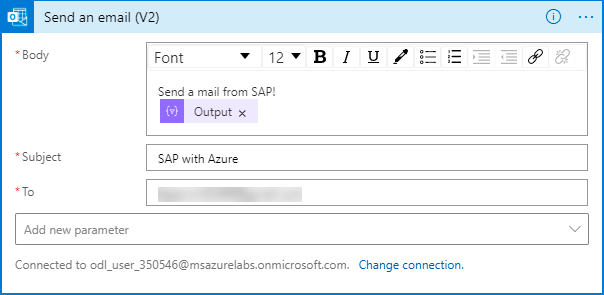 Send an email (V2)
* Body
Font 12 B I U
Send a mail from SAP!
Output ×
* Subject
SAP with Azure
* To
Add new parameter
Connected to odl_user_350546@msazurelabs.onmicrosoft.com. Change connection.